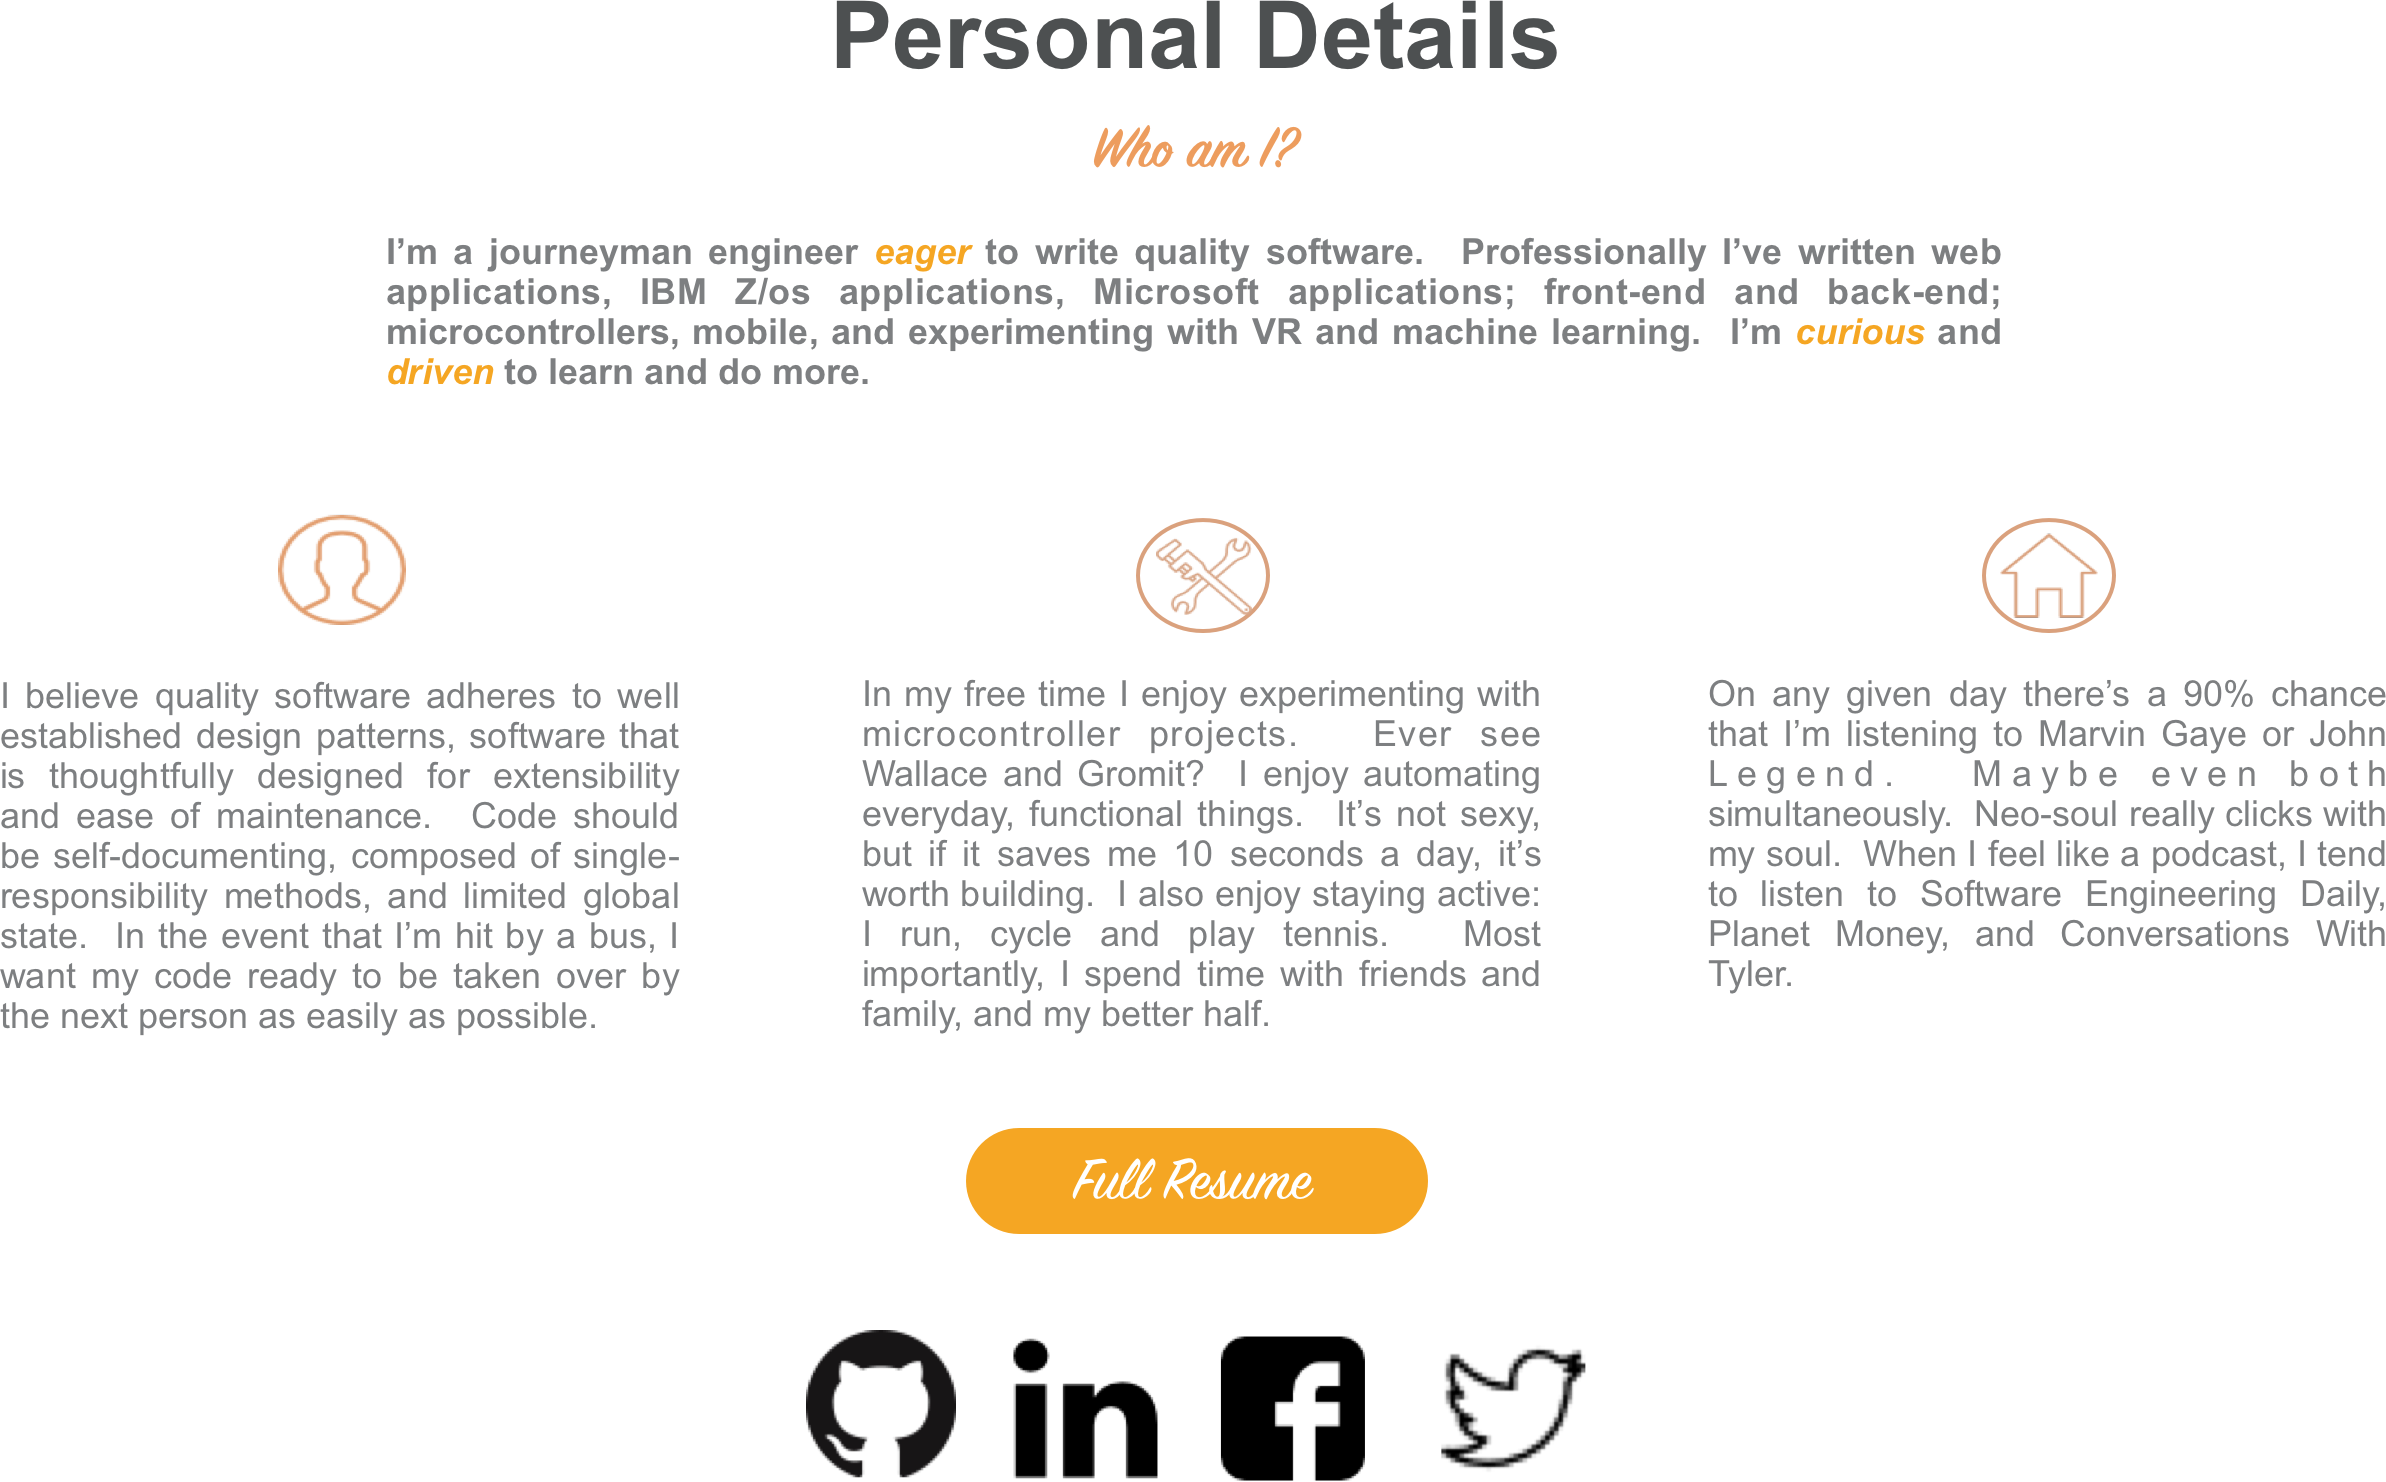 Personal Details
Who am I?
I’m a journeyman engineer eager to write quality software.  Professionally I’ve written web
applications, IBM Z/os applications, Microsoft applications; front-end and back-end;
microcontrollers, mobile, and experimenting with VR and machine learning.  I’m curious and
driven to learn and do more.
I believe quality software adheres to well
established design patterns, software that
is thoughtfully designed for extensibility
and ease of maintenance.  Code should
be self-documenting, composed of single-
responsibility methods, and limited global
state.  In the event that I’m hit by a bus, I
want my code ready to be taken over by
the next person as easily as possible.
In my free time I enjoy experimenting with
microcontroller projects.  Ever see
Wallace and Gromit?  I enjoy automating
everyday, functional things.  It’s not sexy,
but if it saves me 10 seconds a day, it’s
worth building.  I also enjoy staying active:
I run, cycle and play tennis.  Most
importantly, I spend time with friends and
family, and my better half.
On any given day there’s a 90% chance
that I’m listening to Marvin Gaye or John
Legend.  Maybe even both
simultaneously.  Neo-soul really clicks with
my soul.  When I feel like a podcast, I tend
to listen to Software Engineering Daily,
Planet Money, and Conversations With
Tyler.
Full Resume
in
f